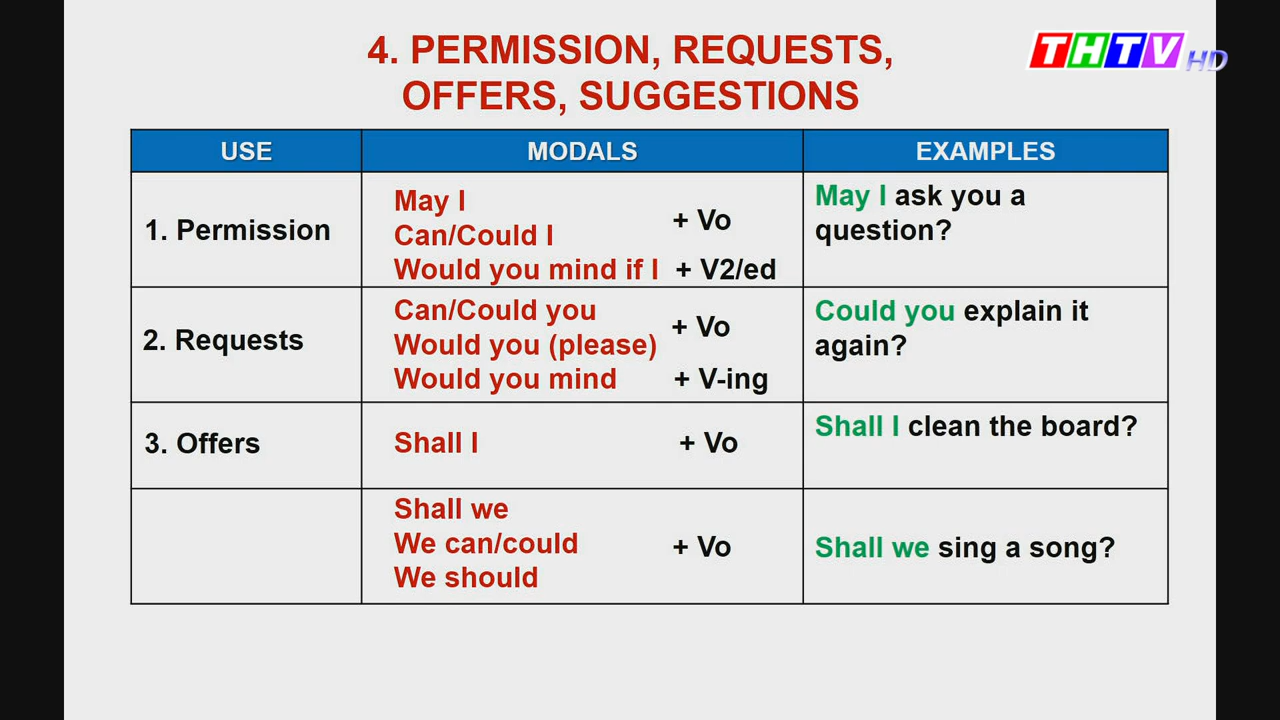 4. PERMISSION, REQUESTS,
OFFERS, SUGGESTIONS
THTV HD
USE MODALS EXAMPLES
1. Permission
May I
Can/Could I
+ Vo
Would you mind if I + V2/ed
May I ask you a
question?
2. Requests
Can/Could you
Would you (please)
+ Vo
Would you mind + V-ing
Could you explain it
again?
3. Offers
Shall I + Vo
Shall I clean the board?
Shall we
We can/could
We should
+ Vo
Shall we sing a song?